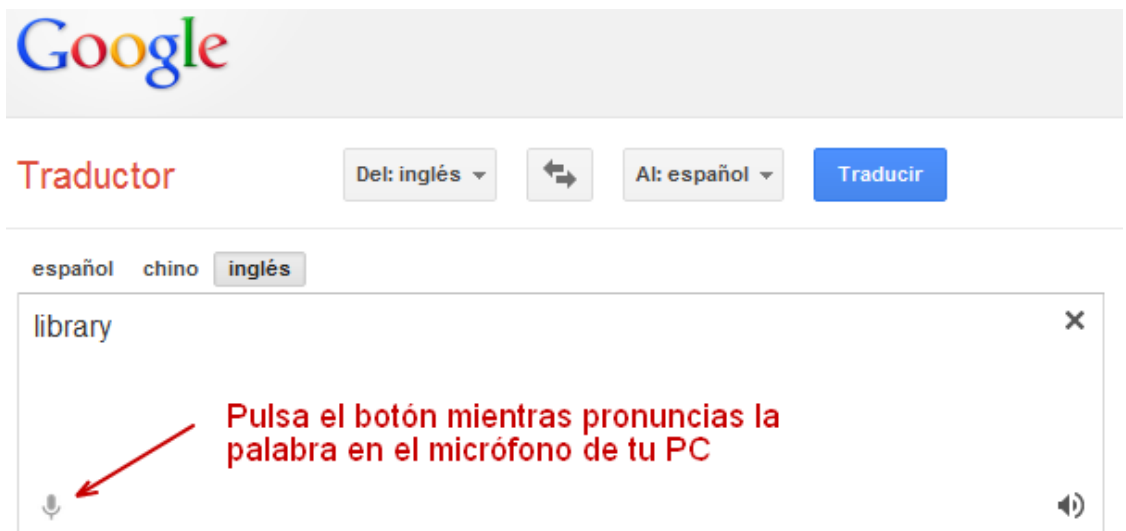 Google
Traductor Del: inglés Al: español Traducir
español chino inglés
library
Pulsa el botón mientras pronuncias la
palabra en el micrófono de tu PC